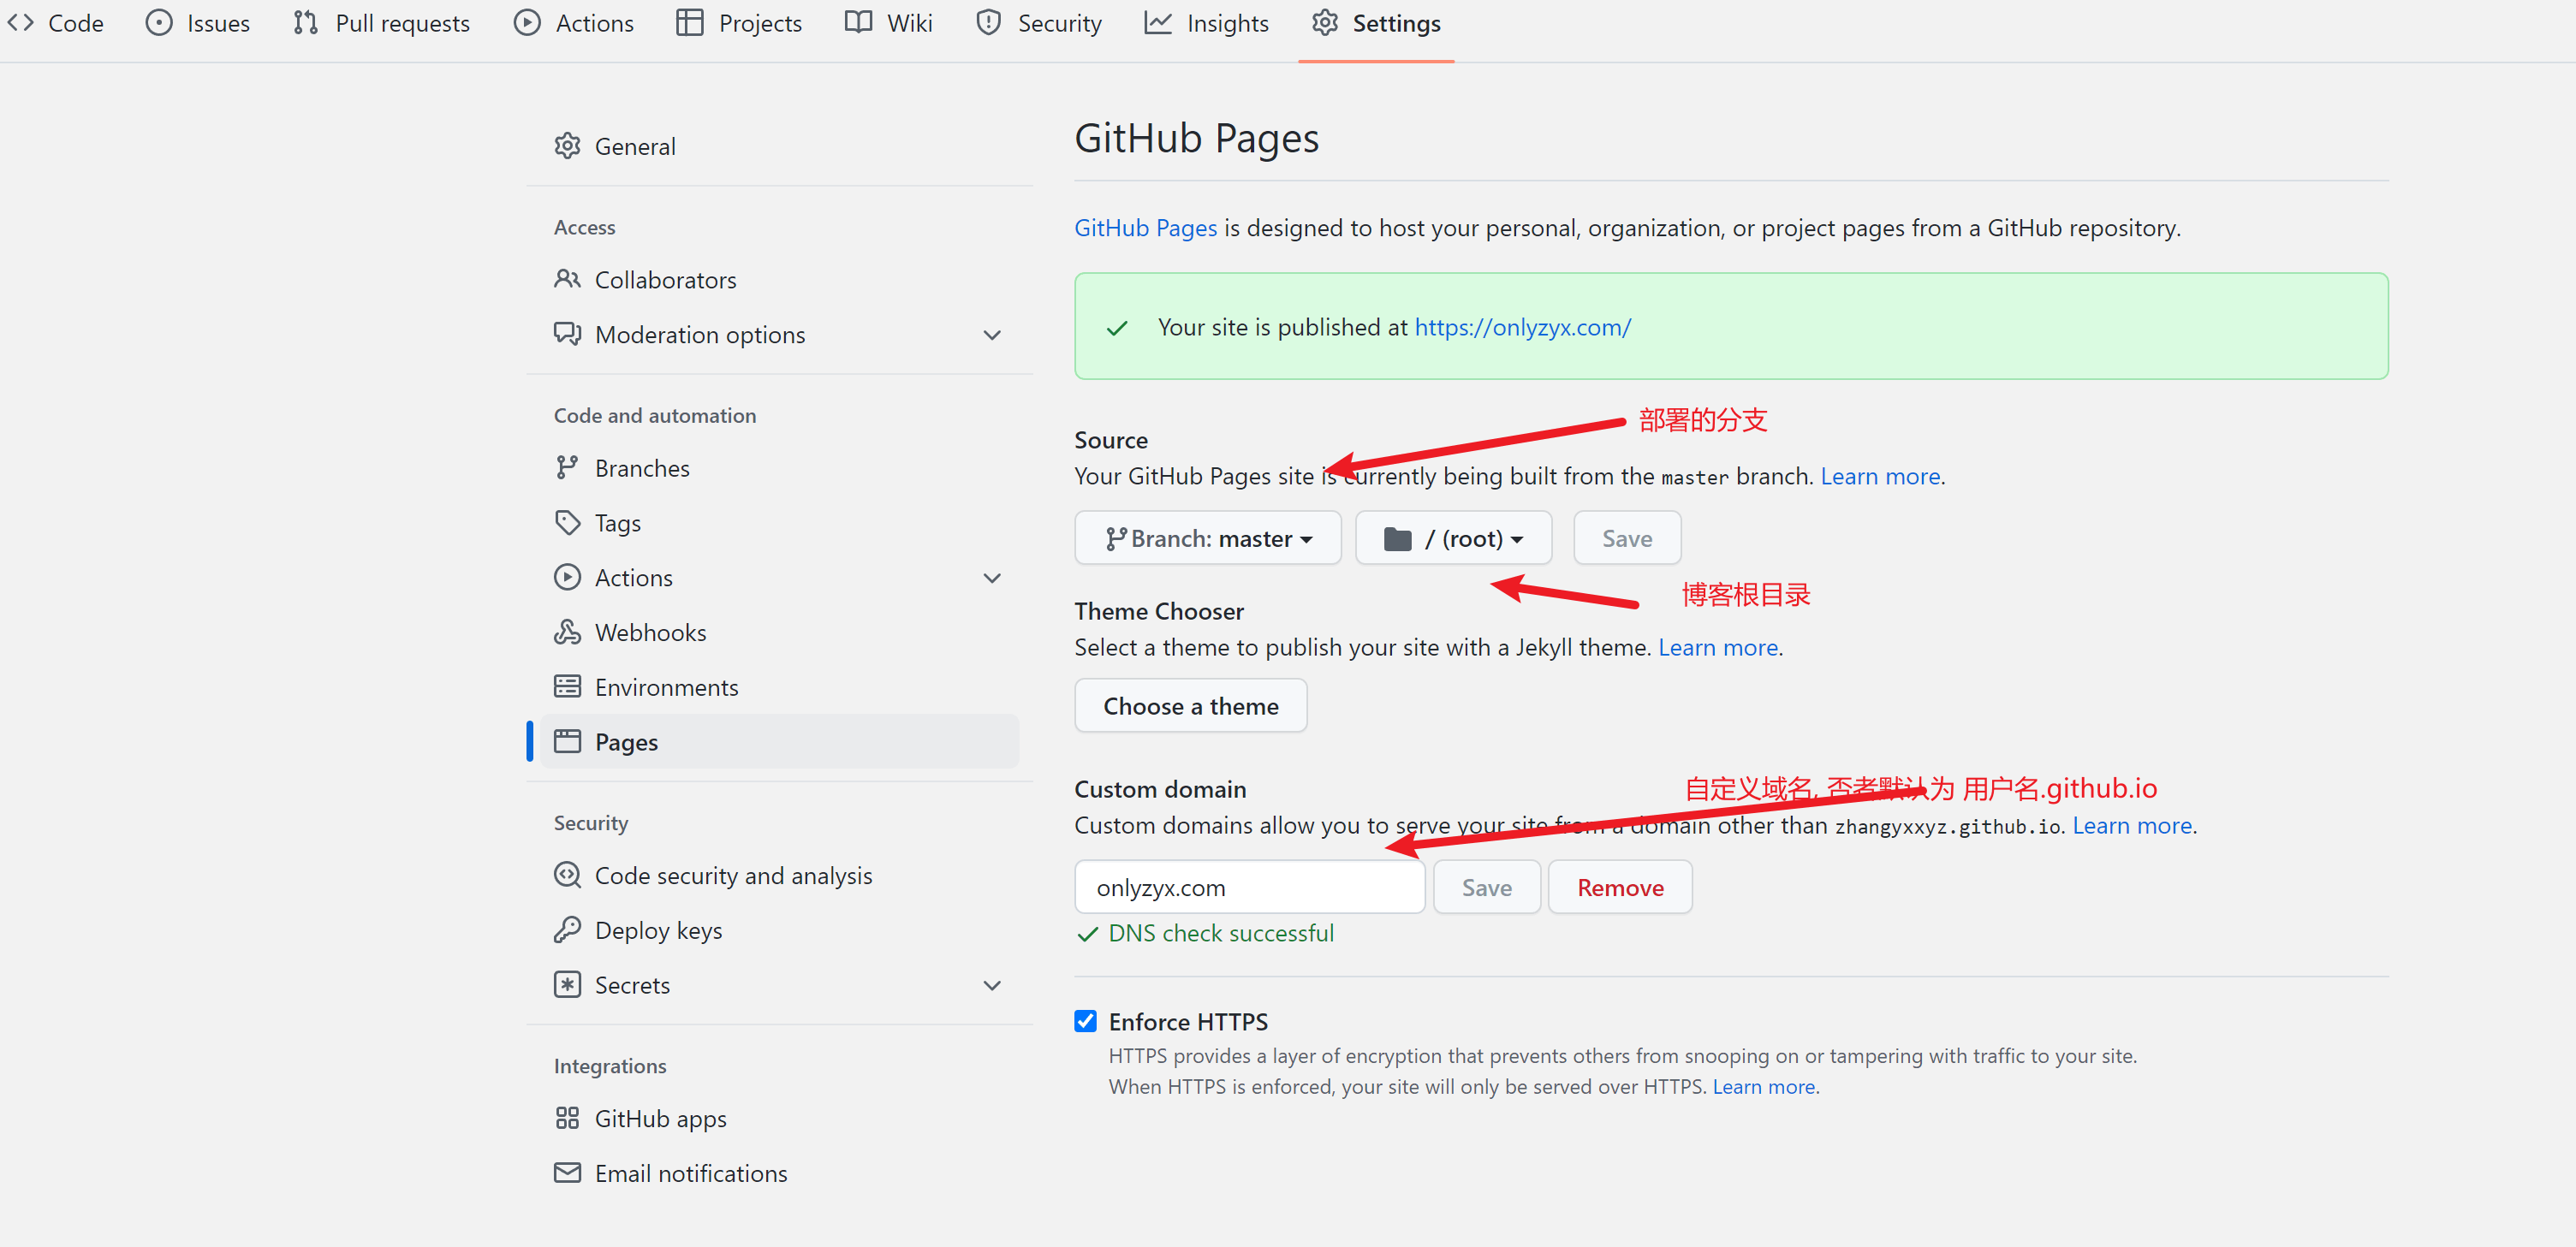 Code Issues Pull requests Actions Projects Wiki Security Insights Settings
General
Access
Collaborators
Moderation options
Code and automation
Branches
Tags
Actions
Webhooks
Environments
Pages
Security
Code security and analysis
Deploy keys
Secrets
Integrations
GitHub apps
Email notifications
GitHub Pages
GitHub Pages is designed to host your personal, organization, or project pages from a GitHub repository.
Your site is published at https://onlyzyx.com/
部署的分支
Source
Your GitHub Pages site is currently being built from the master branch. Learn more.
Branch: master / (root) Save
博客根目录
Theme Chooser
Select a theme to publish your site with a Jekyll theme. Learn more.
Choose a theme
Custom domain
自定义域名, 否者默认为 用户名.github.io
Custom domains allow you to serve your site from a domain other than zhangyxxyz.github.io. Learn more.
onlyzyx.com Save Remove
DNS check successful
Enforce HTTPS
HTTPS provides a layer of encryption that prevents others from snooping on or tampering with traffic to your site.
When HTTPS is enforced, your site will only be served over HTTPS. Learn more.